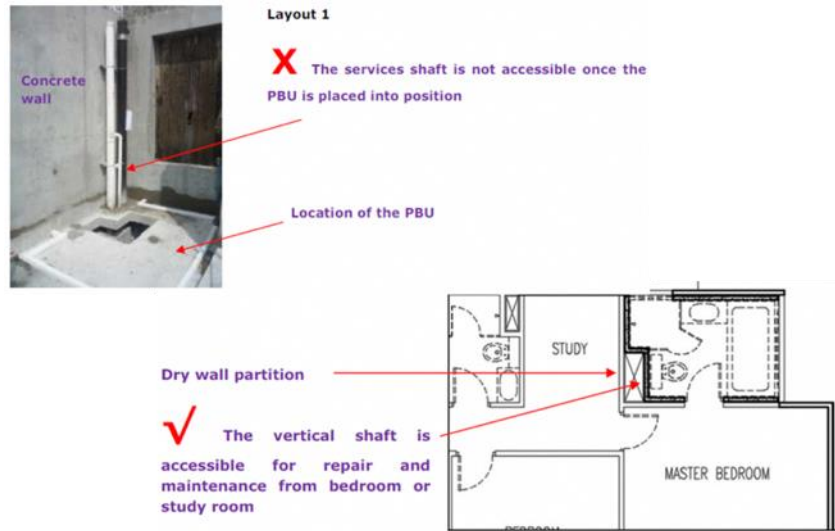 Layout 1
X The services shaft is not accessible once the
PBU is placed into position
Concrete
wall
Location of the PBU
Dry wall partition
√ The vertical shaft is
accessible for repair and
maintenance from bedroom or
study room
STUDY
MASTER BEDROOM
BEDROOM